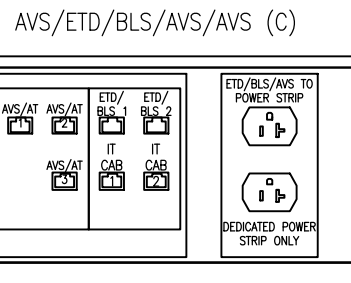 AVS/ETD/BLS/AVS/AVS (C)
AVS/AT AVS/AT
1 2
AVS/AT
3
ETD/ ETD/
BLS 1 BLS 2
IT IT
CAB CAB
1 2
ETD/BLS/AVS TO
POWER STRIP
DEDICATED POWER
STRIP ONLY